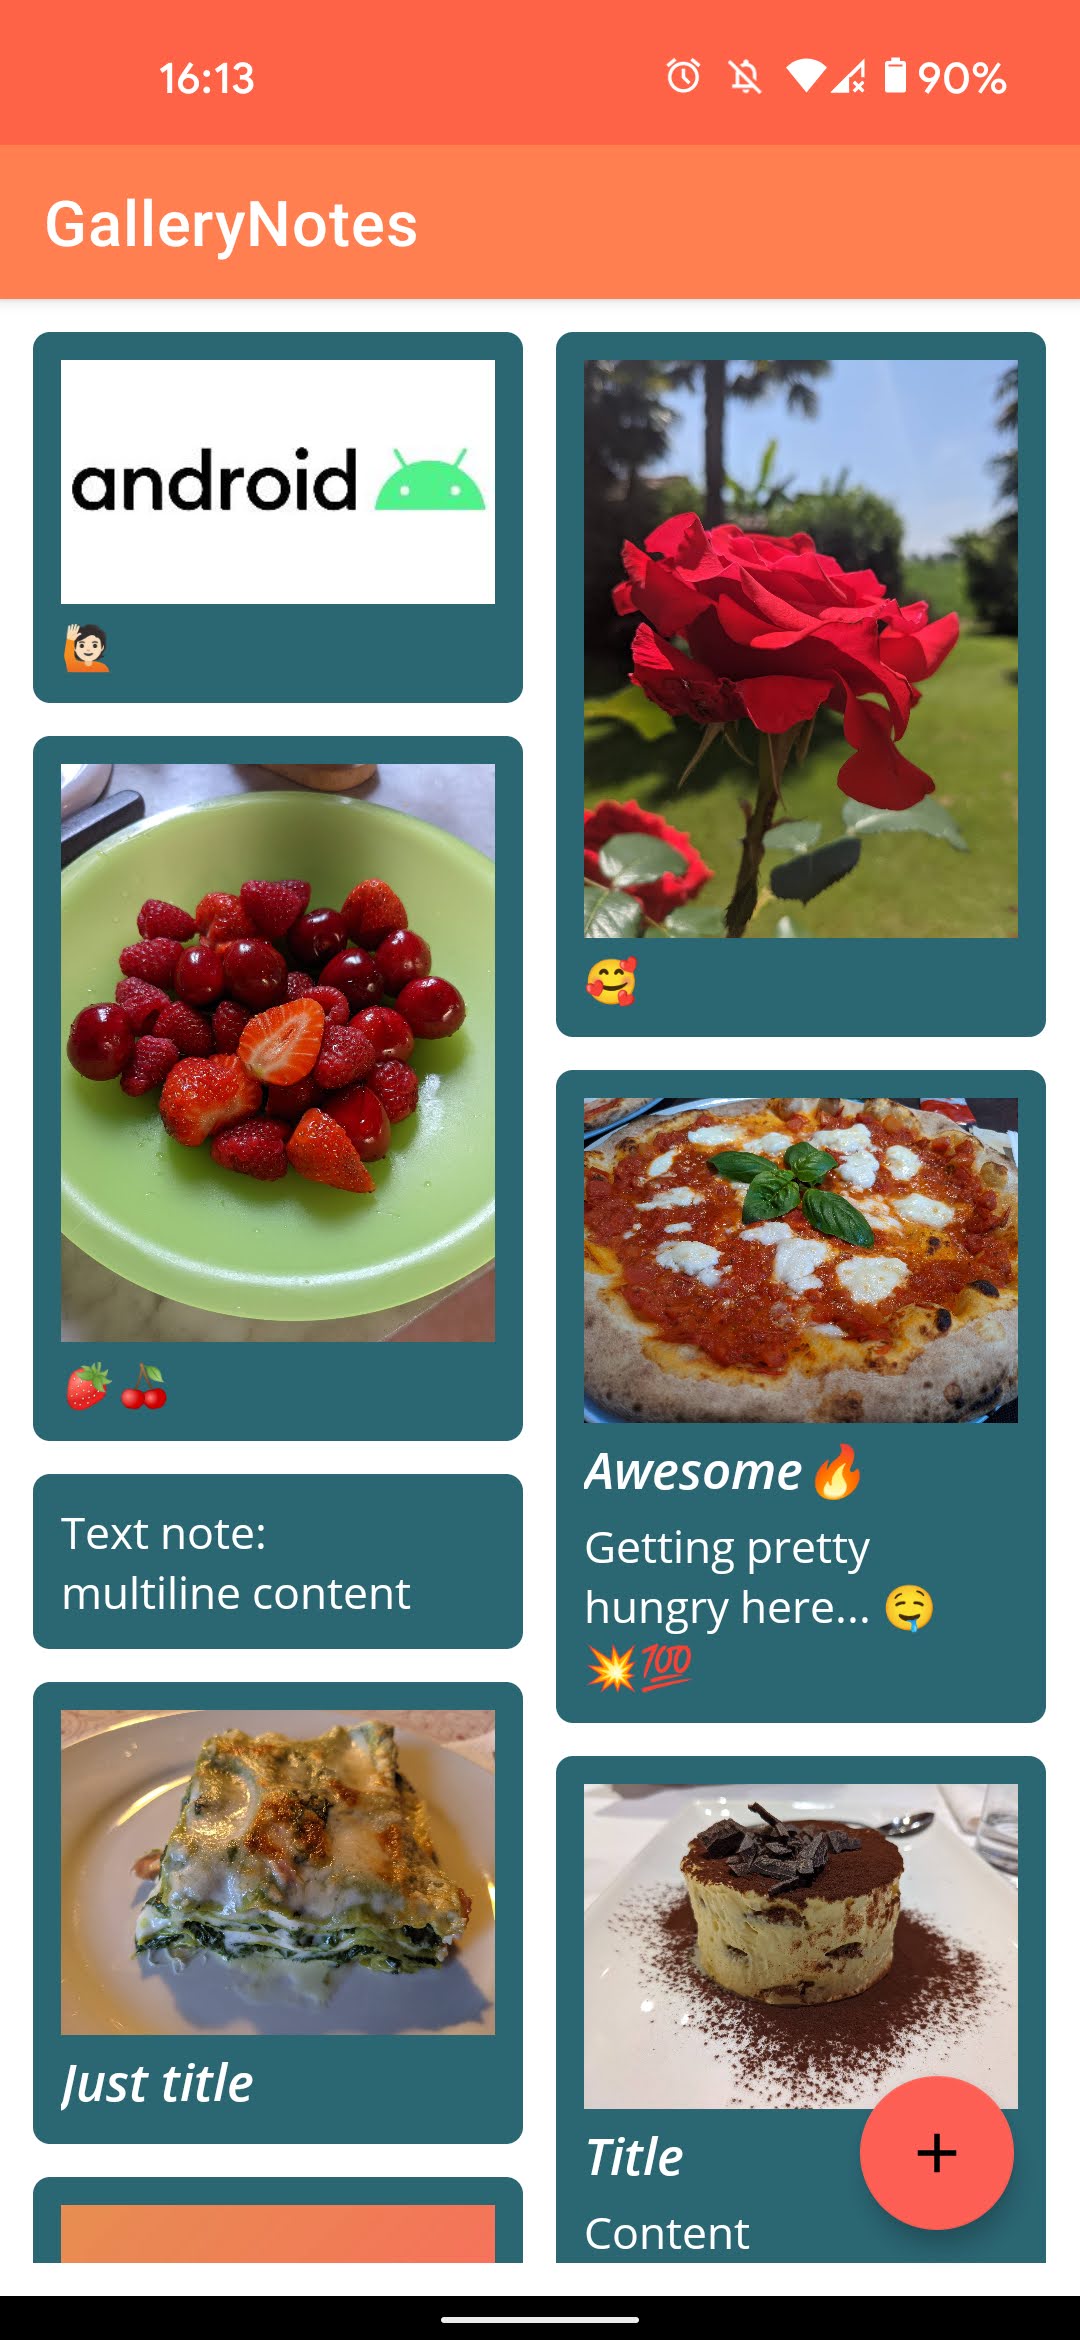 16:13 90%
GalleryNotes
android
🙋🏻
🥰
🍓🍒
Awesome🔥
Getting pretty
hungry here... 🤤
💥💯
Text note:
multiline content
Just title
Title
Content